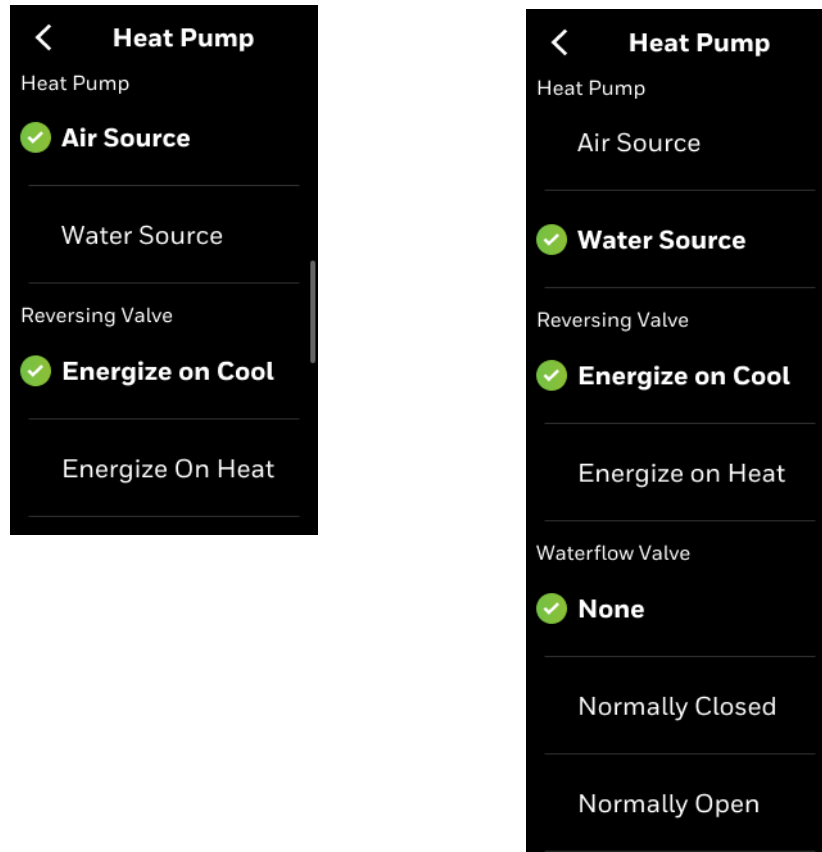 Heat Pump
Heat Pump
Air Source
Water Source
Reversing Valve
Energize on Cool
Energize On Heat
Heat Pump
Heat Pump
Air Source
Water Source
Reversing Valve
Energize on Cool
Energize on Heat
Waterflow Valve
None
Normally Closed
Normally Open